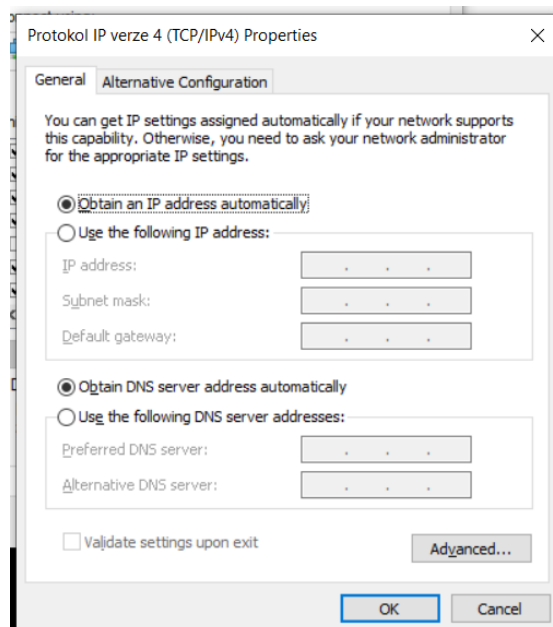 Protokol IP verze 4 (TCP/IPv4) Properties
General
Alternative Configuration
You can get IP settings assigned automatically if your network supports
this capability. Otherwise, you need to ask your network administrator
for the appropriate IP settings.
Obtain an IP address automatically
Use the following IP address:
IP address:
Subnet mask:
Default gateway:
Obtain DNS server address automatically
Use the following DNS server addresses:
Preferred DNS server:
Alternative DNS server:
Validate settings upon exit
Advanced...
OK
Cancel